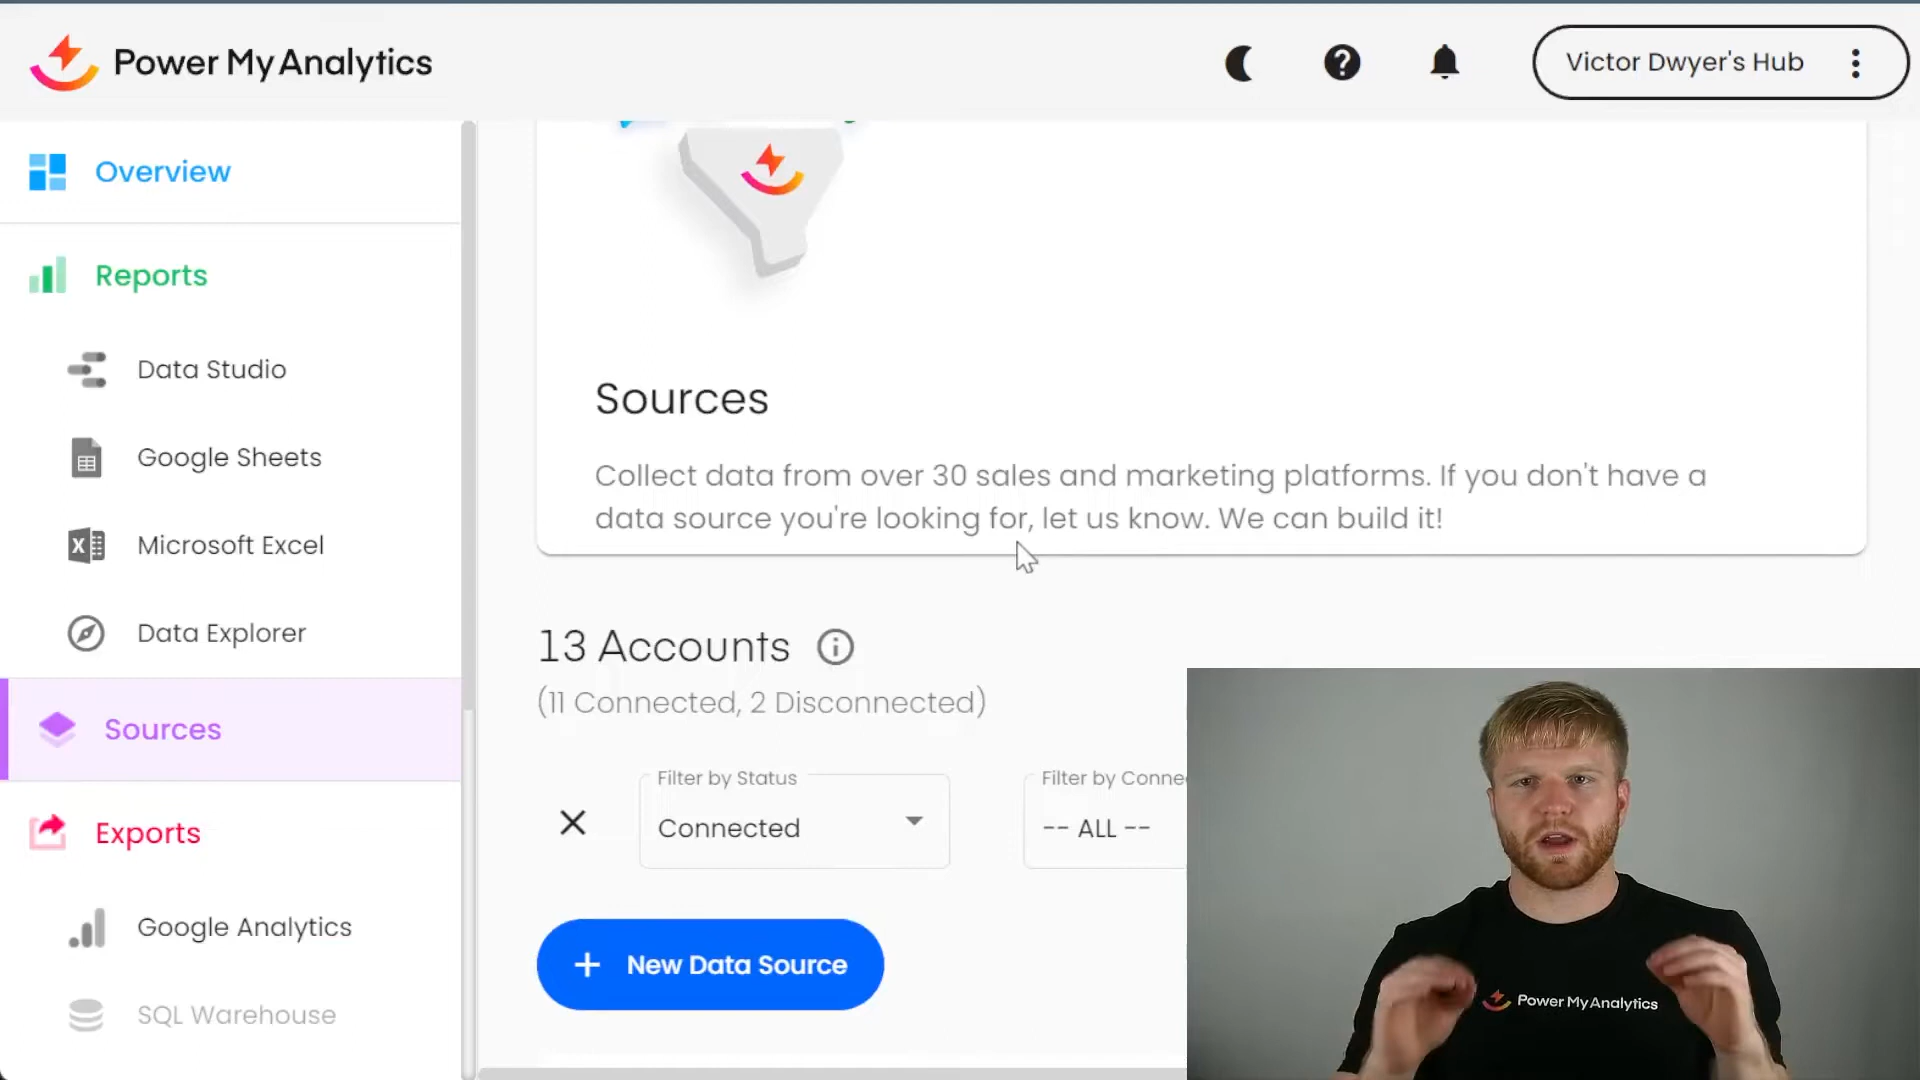 Power My Analytics
Victor Dwyer's Hub
Overview
Reports
Data Studio
Google Sheets
Microsoft Excel
Data Explorer
Sources
Exports
Google Analytics
SQL Warehouse
Sources
Collect data from over 30 sales and marketing platforms. If you don't have a
data source you're looking for, let us know. We can build it!
13 Accounts
(11 Connected, 2 Disconnected)
Filter by Status
Connected
Filter by Conne
-- ALL --
+ New Data Source
Power My Analytics